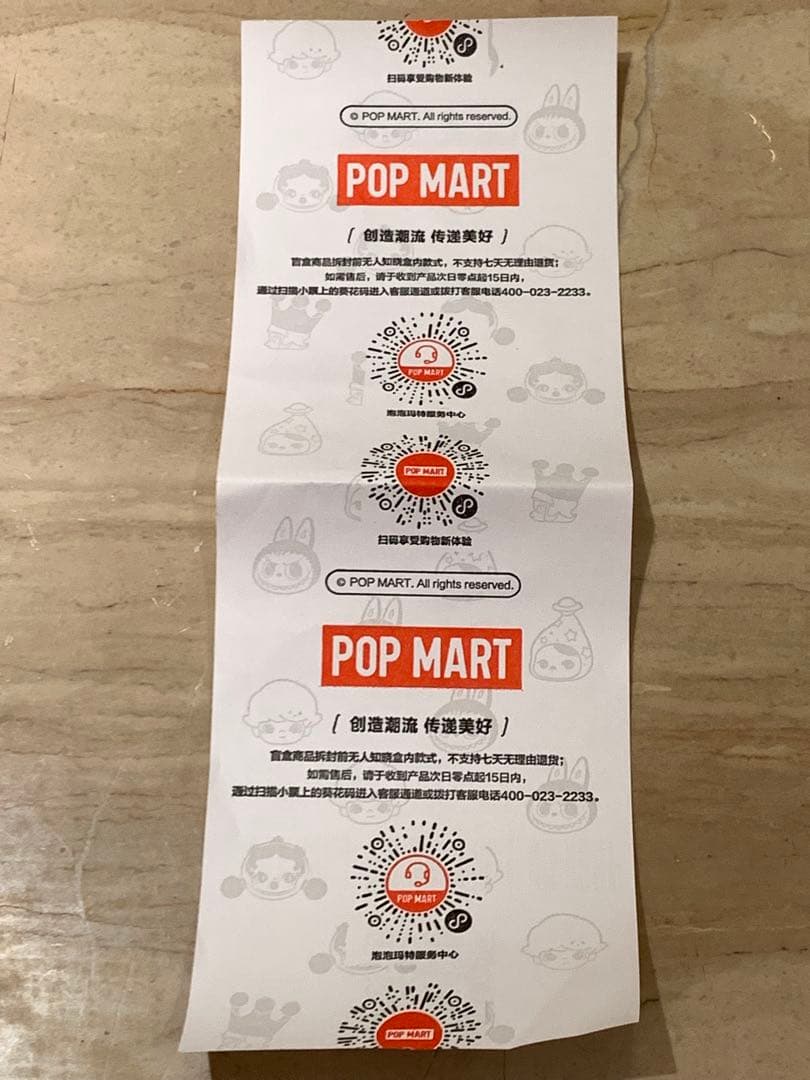 扫码享受购物新体验
© POP MART. All rights reserved.
POP MART
〔 创造潮流 传递美好 〕
盲盒商品拆封前无人知晓盒内款式，不支持七天无理由退货；
如需售后，请于收到产品次日零点起15日内，
通过扫描小票上的葵花码进入客服通道或拨打客服电话400-023-2233。
POP MART
泡泡玛特服务中心
POP MART
扫码享受购物新体验
© POP MART. All rights reserved.
POP MART
〔 创造潮流 传递美好 〕
盲盒商品拆封前无人知晓盒内款式，不支持七天无理由退货；
如需售后，请于收到产品次日零点起15日内，
通过扫描小票上的葵花码进入客服通道或拨打客服电话400-023-2233。
POP MART
泡泡玛特服务中心
POP MART